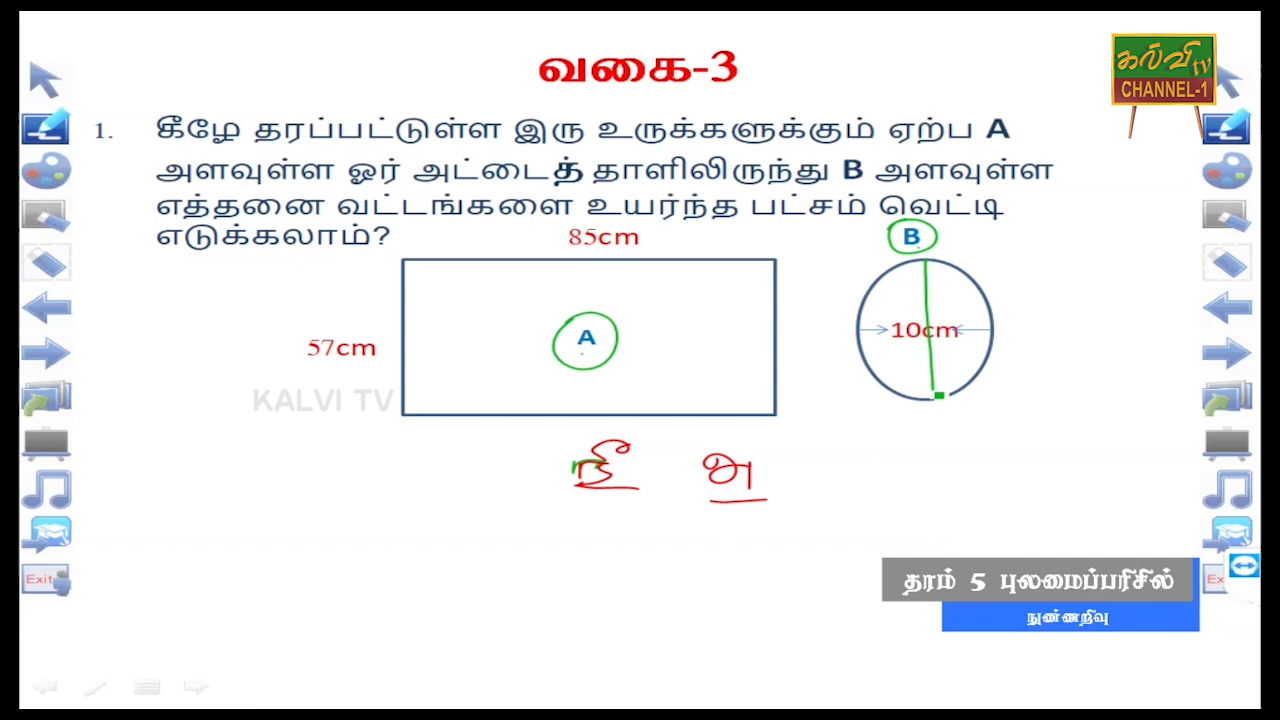 வகை-3
கல்வி tv
CHANNEL-1
1. கீழே தரப்பட்டுள்ள இரு உருக்களுக்கும் ஏற்ப A
அளவுள்ள ஓர் அட்டைத் தாளிலிருந்து B அளவுள்ள
எத்தனை வட்டங்களை உயர்ந்த பட்சம் வெட்டி
எடுக்கலாம்?
85cm
B
A
10cm
57cm
KALVI TV
நீ அ
Exit
தரம் 5 புலமைப்பரிசில்
நுண்ணறிவு